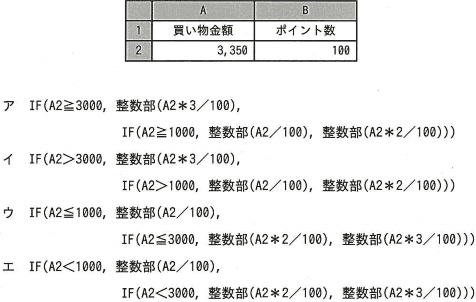 A B
1 買い物金額 ポイント数
2 3,350 100
ア IF(A2≧3000, 整数部(A2*3/100),
IF(A2≧1000, 整数部(A2/100), 整数部(A2*2/100)))
イ IF(A2>3000, 整数部(A2*3/100),
IF(A2>1000, 整数部(A2/100), 整数部(A2*2/100)))
ウ IF(A2≦1000, 整数部(A2/100),
IF(A2≦3000, 整数部(A2*2/100), 整数部(A2*3/100)))
エ IF(A2<1000, 整数部(A2/100),
IF(A2<3000, 整数部(A2*2/100), 整数部(A2*3/100)))